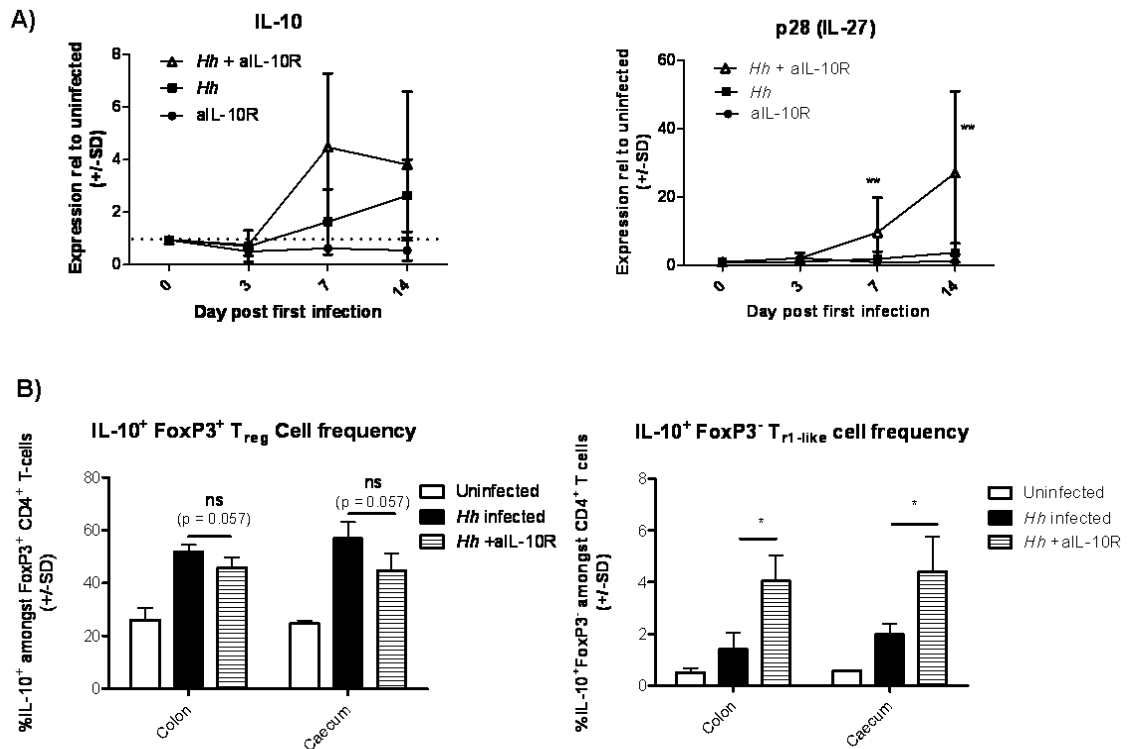 A)
IL-10
Expression rel to uninfected
(+/-SD)
8
6
4
2
0
Hh + aIL-10R
Hh
aIL-10R
0
3
7
14
Day post first infection
p28 (IL-27)
Expression rel to uninfected
(+/-SD)
60
40
20
0
Hh + aIL-10R
Hh
aIL-10R
**
**
0
3
7
14
Day post first infection
B)
IL-10+ FoxP3+ Treg Cell frequency
%IL-10+ amongst FoxP3+ CD4+ T-cells
(+/-SD)
80
60
40
20
0
ns
(p = 0.057)
ns
(p = 0.057)
Uninfected
Hh infected
Hh +aIL-10R
Colon
Caecum
IL-10+ FoxP3- Tr1-like cell frequency
%IL-10+FoxP3- amongst CD4+ T cells
(+/-SD)
8
6
4
2
0
*
*
Uninfected
Hh infected
Hh +aIL-10R
Colon
Caecum